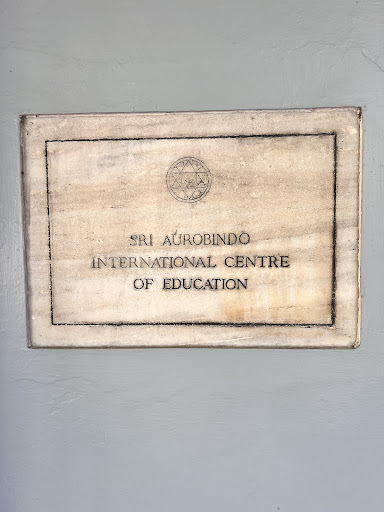 SRI AUROBINDO
INTERNATIONAL CENTRE
OF EDUCATION